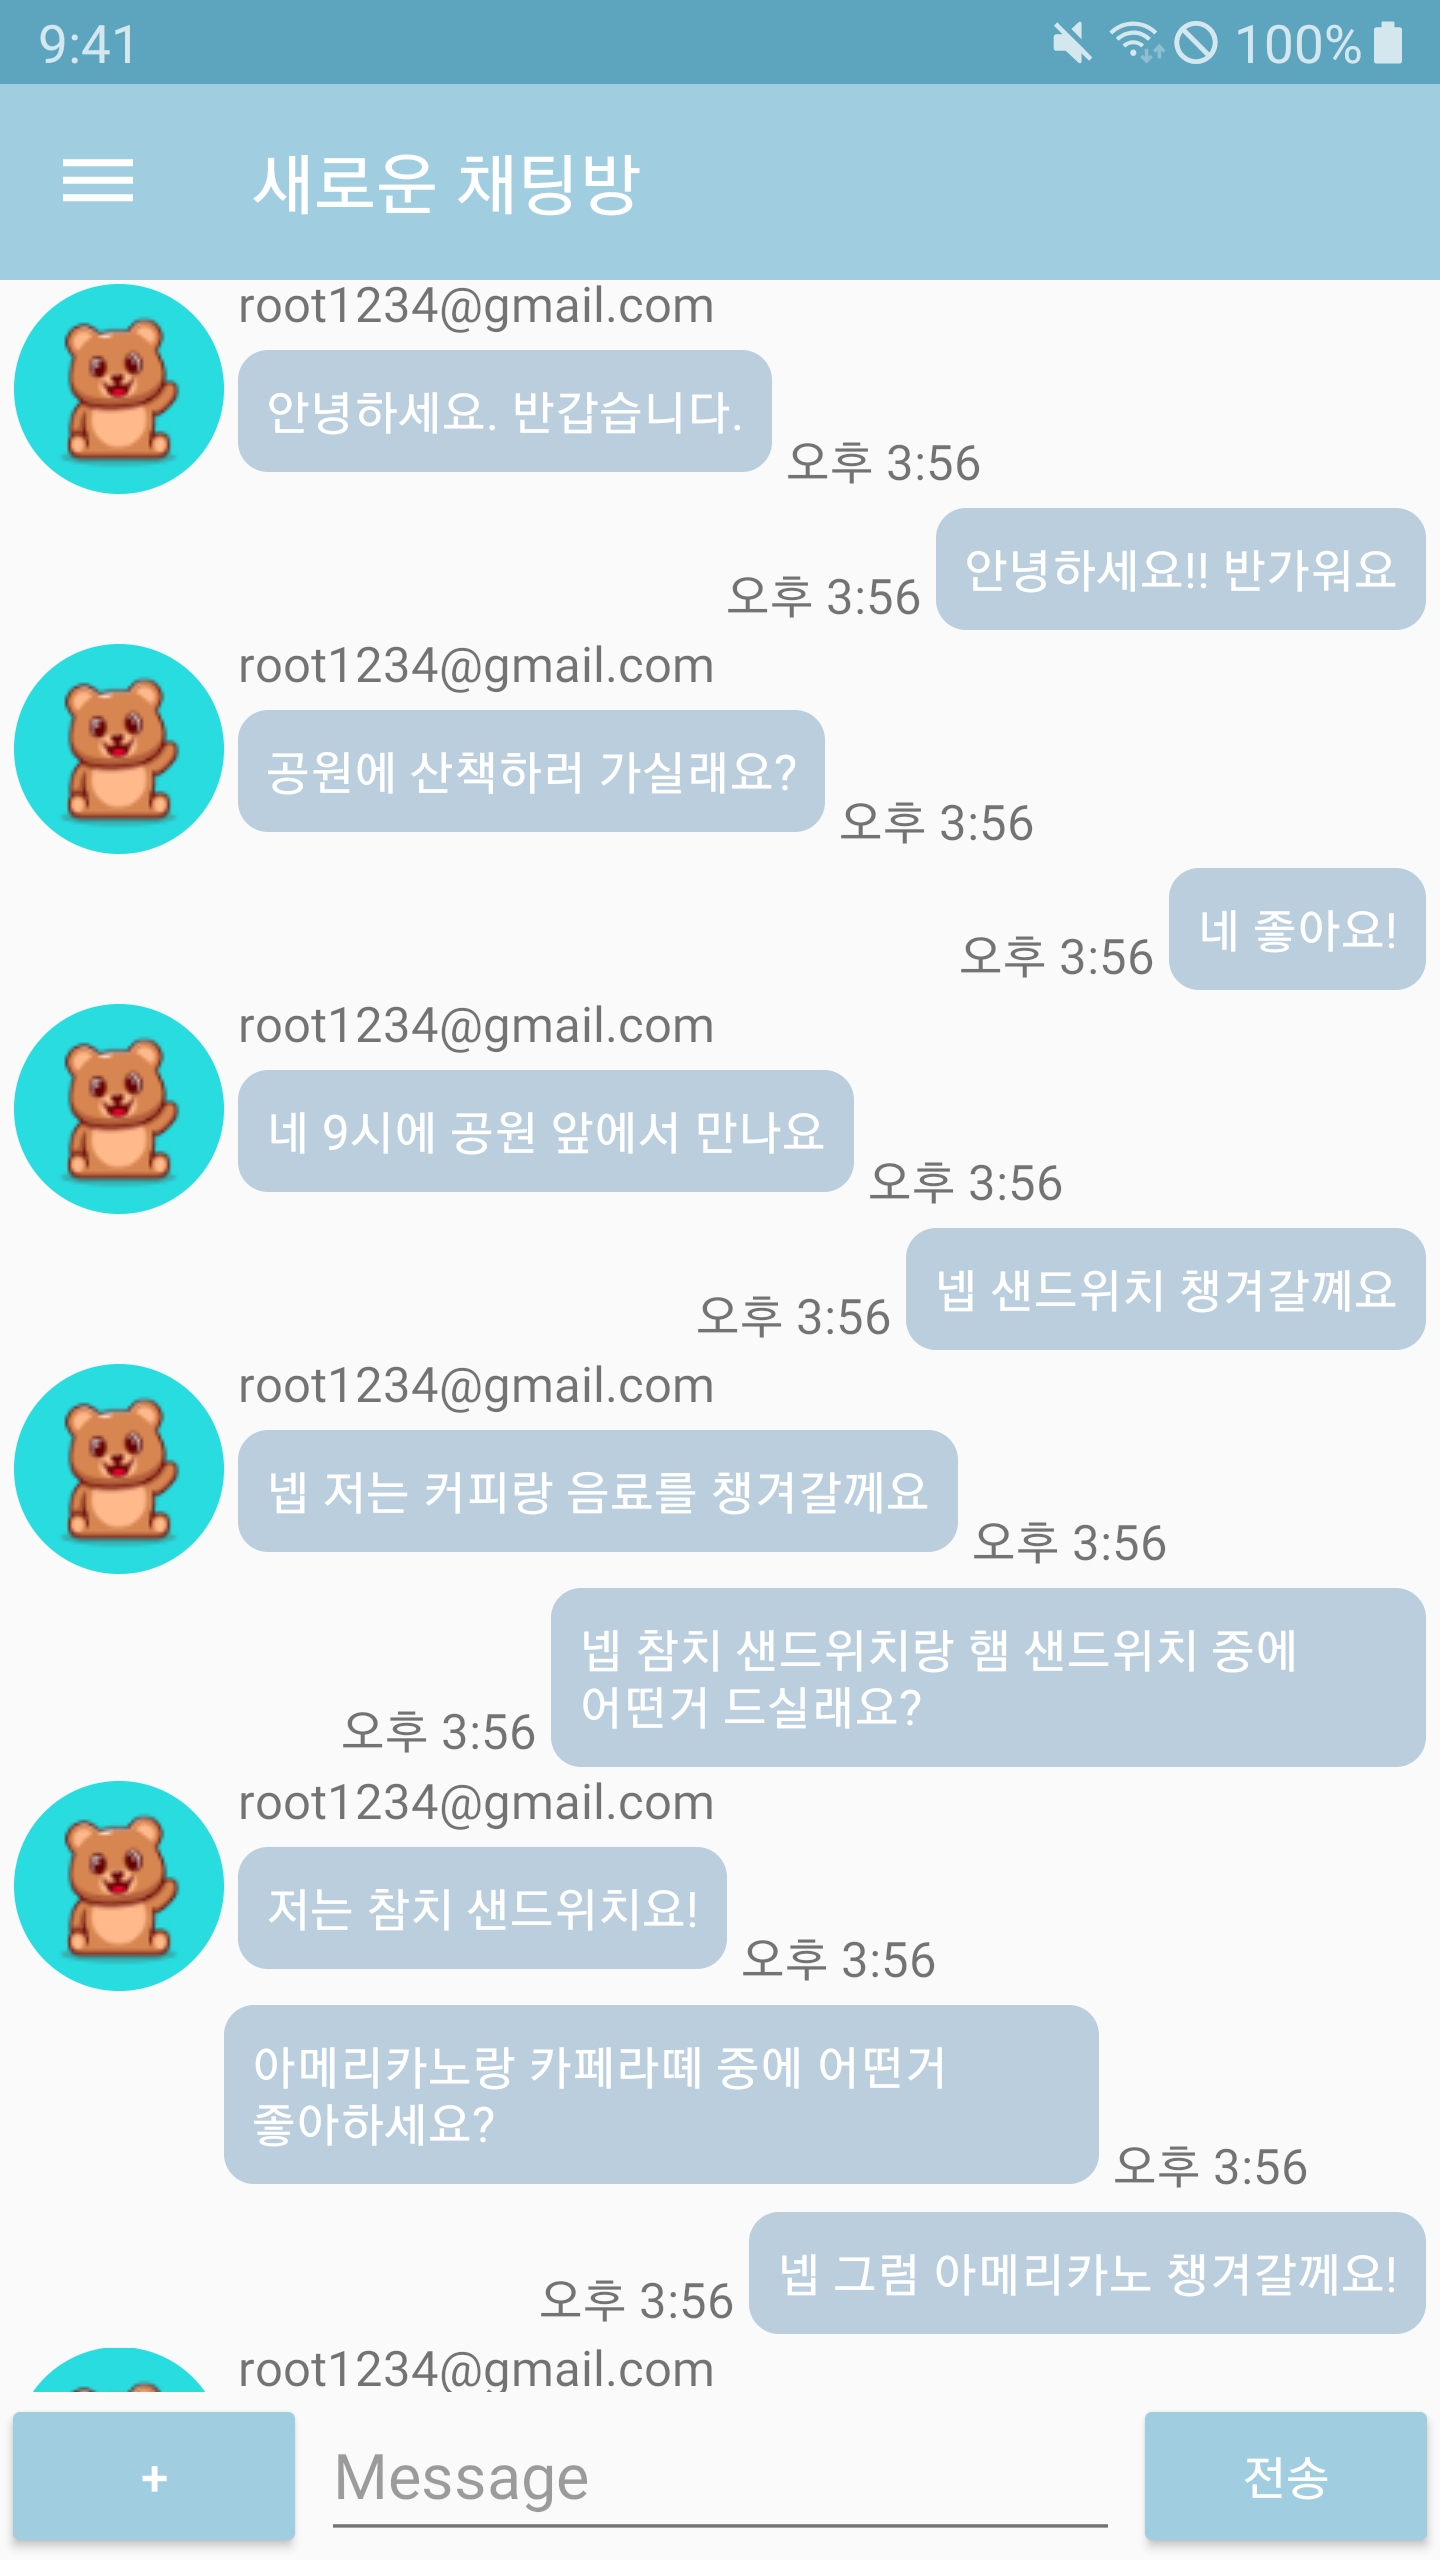 9:41
100%
새로운 채팅방
root1234@gmail.com
안녕하세요. 반갑습니다.
오후 3:56
안녕하세요!! 반가워요
오후 3:56
root1234@gmail.com
공원에 산책하러 가실래요?
오후 3:56
네 좋아요!
오후 3:56
root1234@gmail.com
네 9시에 공원 앞에서 만나요
오후 3:56
넵 샌드위치 챙겨갈꼐요
오후 3:56
root1234@gmail.com
넵 저는 커피랑 음료를 챙겨갈께요
오후 3:56
넵 참치 샌드위치랑 햄 샌드위치 중에
어떤거 드실래요?
오후 3:56
root1234@gmail.com
저는 참치 샌드위치요!
오후 3:56
아메리카노랑 카페라뗴 중에 어떤거
좋아하세요?
오후 3:56
넵 그럼 아메리카노 챙겨갈께요!
오후 3:56
root1234@gmail.com
+
Message
전송